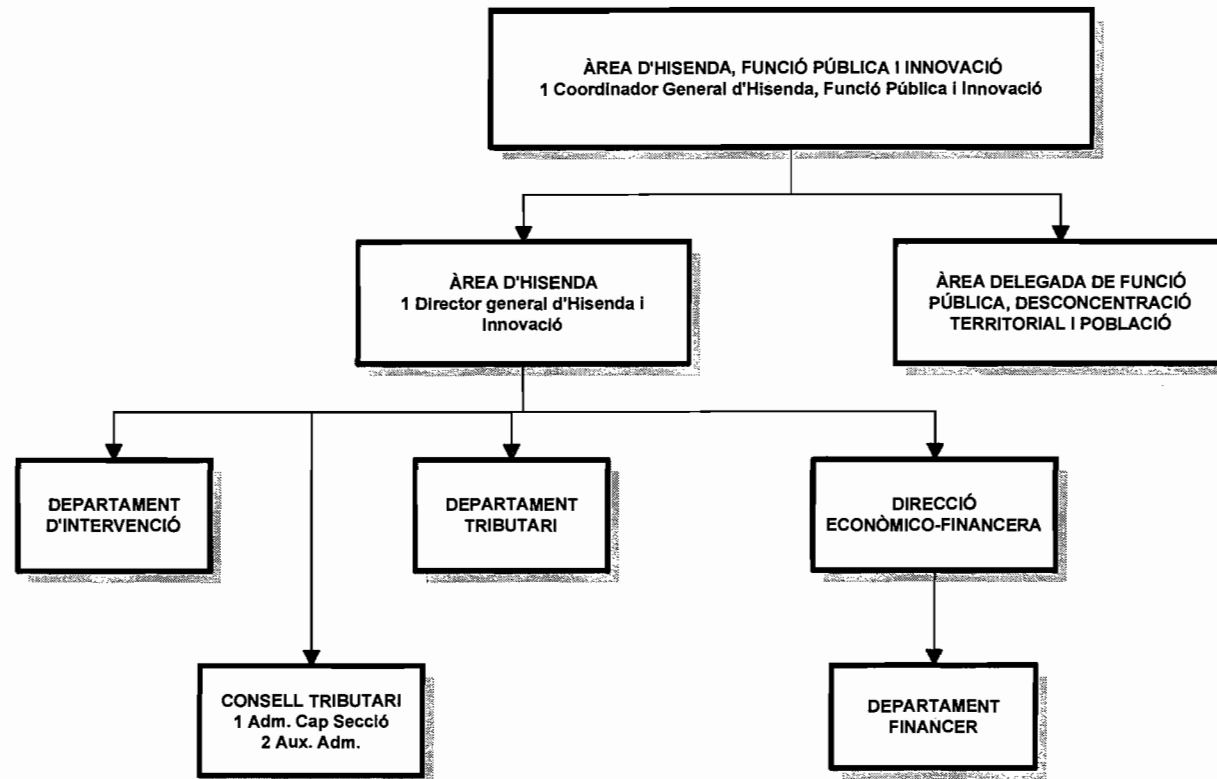 ÀREA D'HISENDA, FUNCIÓ PÚBLICA I INNOVACIÓ
1 Coordinador General d'Hisenda, Funció Pública i Innovació
ÀREA D'HISENDA
1 Director general d'Hisenda i
Innovació
ÀREA DELEGADA DE FUNCIÓ
PÚBLICA, DESCONCENTRACIÓ
TERRITORIAL I POBLACIÓ
DEPARTAMENT
D'INTERVENCIÓ
DEPARTAMENT
TRIBUTARI
DIRECCIÓ
ECONÒMICO-FINANCERA
CONSELL TRIBUTARI
1 Adm. Cap Secció
2 Aux. Adm.
DEPARTAMENT
FINANCER